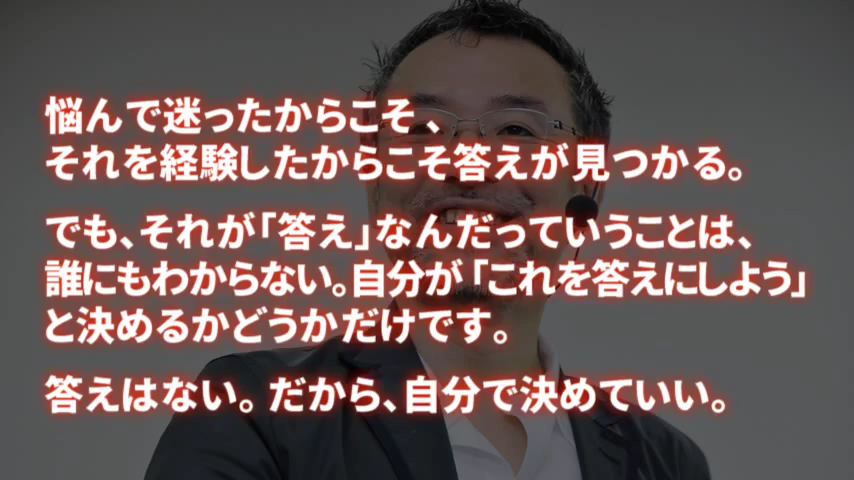 悩んで迷ったからこそ、
それを経験したからこそ答えが見つかる。
でも、それが「答え」なんだっていうことは、
誰にもわからない。自分が「これを答えにしよう」
と決めるかどうかだけです。
答えはない。だから、自分で決めていい。